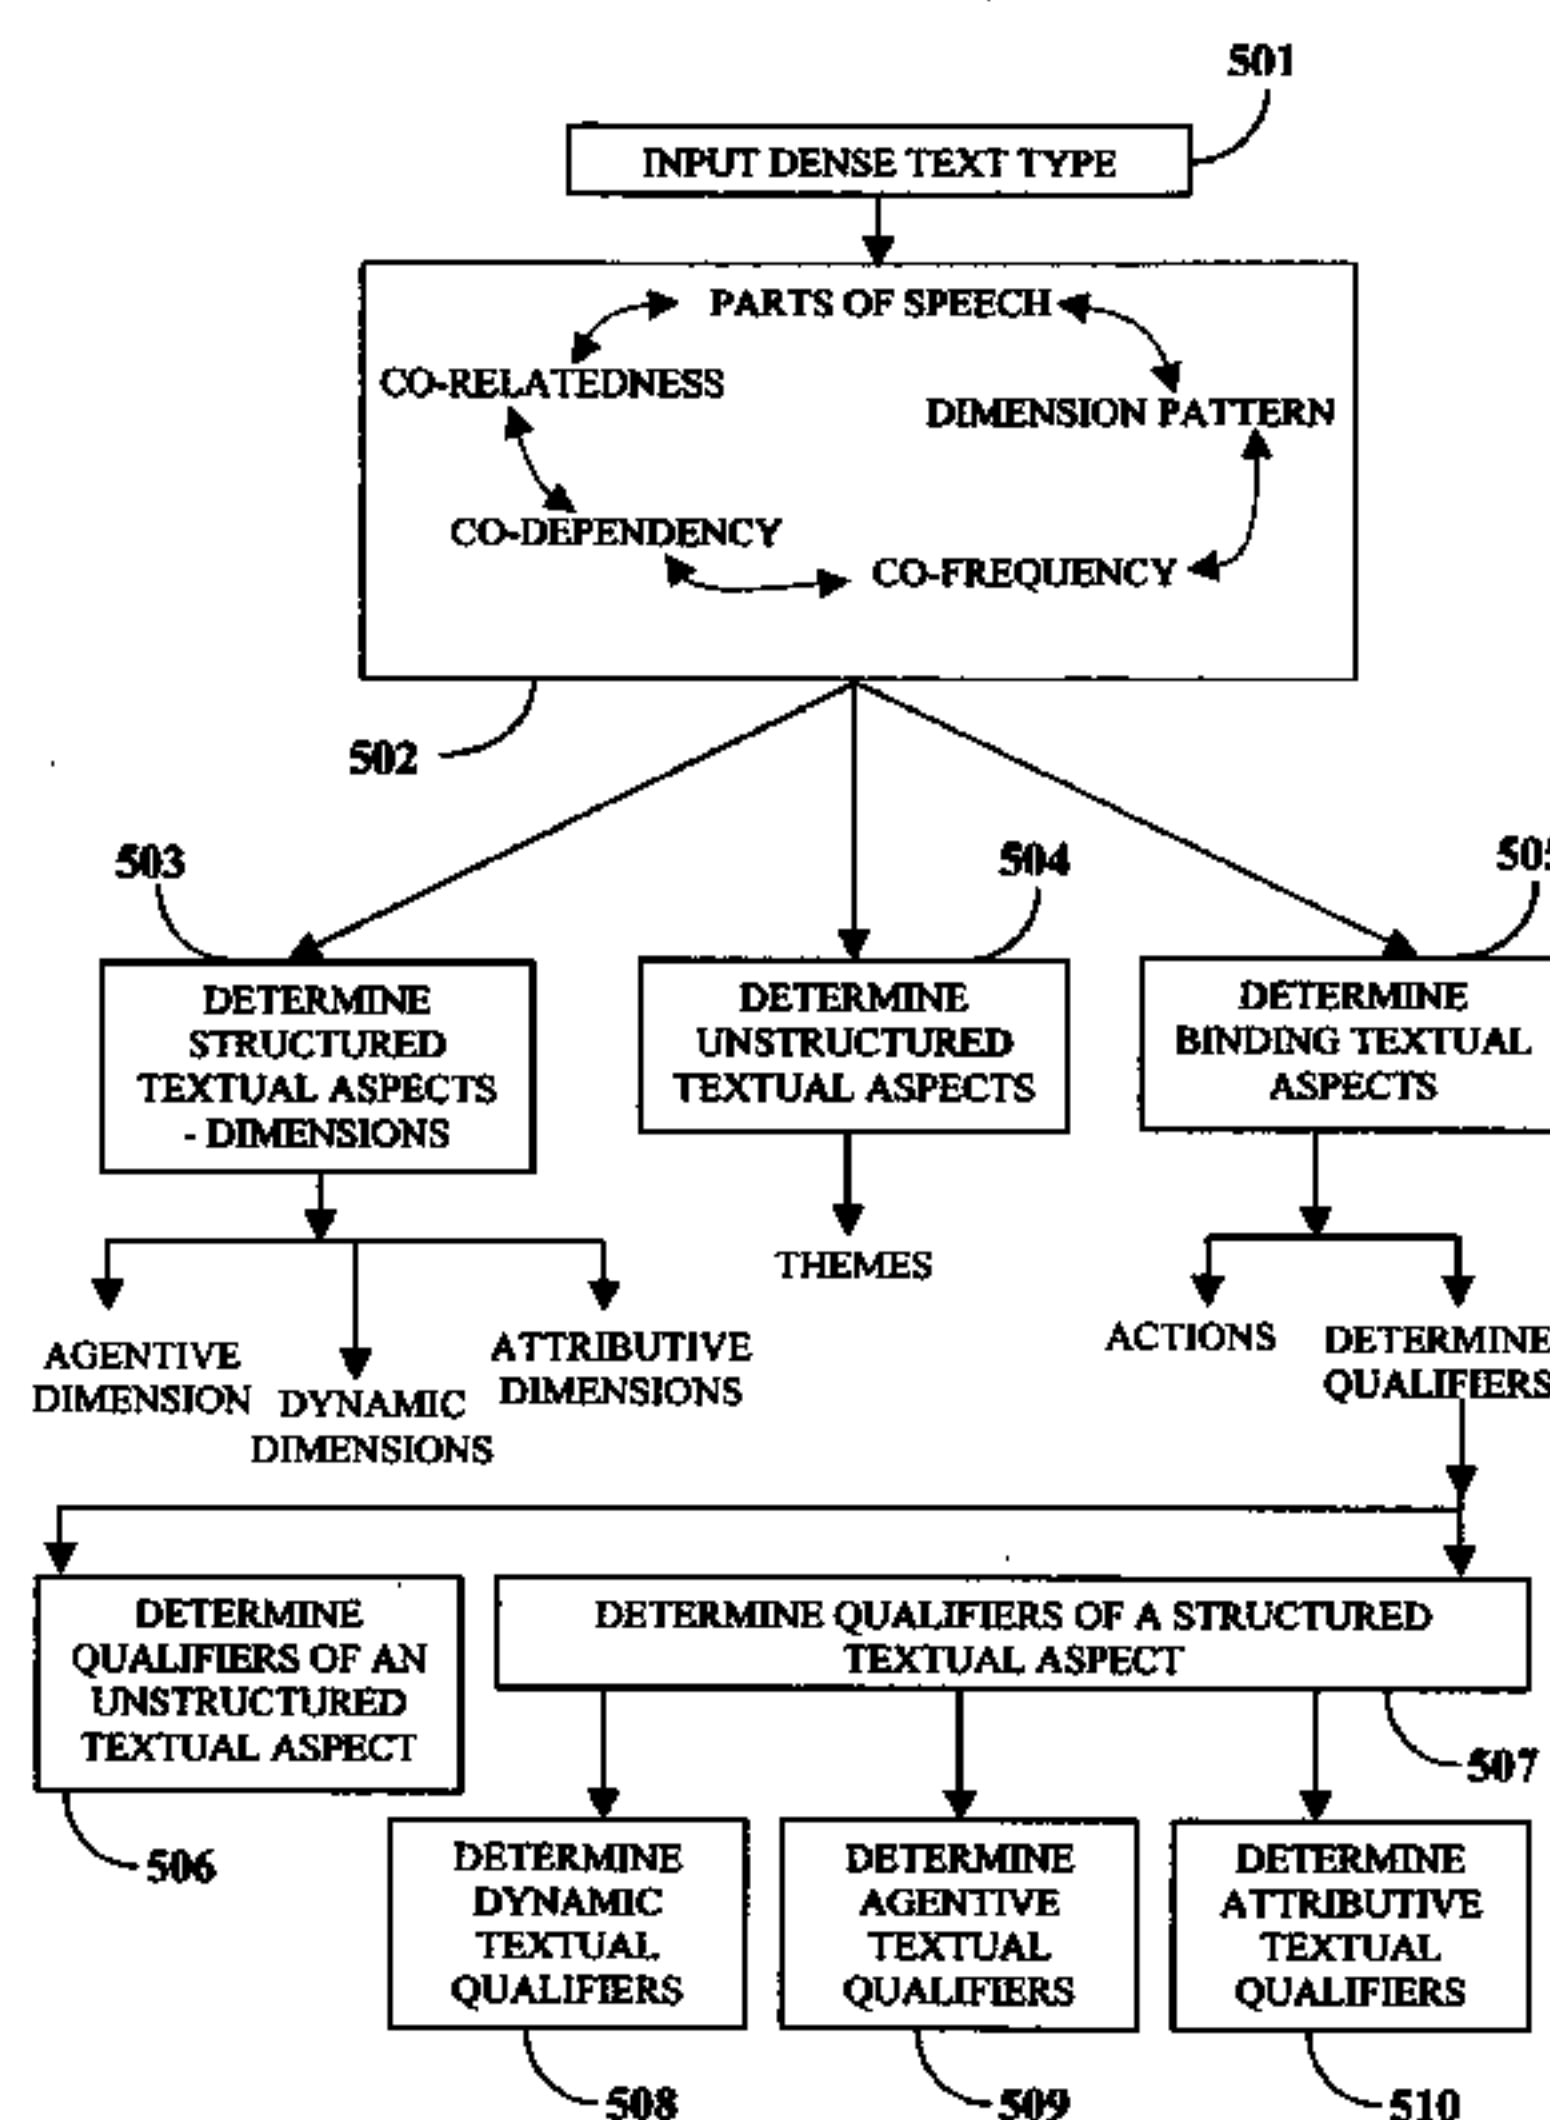 501
INPUT DENSE TEXT TYPE
PARTS OF SPEECH
CO-RELATEDNESS
DIMENSION PATTERN
CO-DEPENDENCY
CO-FREQUENCY
502
503
504
DETERMINE
STRUCTURED
TEXTUAL ASPECTS
- DIMENSIONS
DETERMINE
UNSTRUCTURED
TEXTUAL ASPECTS
DETERMINE
BINDING TEXTUAL
ASPECTS
THEMES
AGENTIVE
DIMENSION
DYNAMIC
DIMENSIONS
ATTRIBUTIVE
DIMENSIONS
ACTIONS
DETERMINE
QUALIFIERS
DETERMINE
QUALIFIERS OF AN
UNSTRUCTURED
TEXTUAL ASPECT
DETERMINE QUALIFIERS OF A STRUCTURED
TEXTUAL ASPECT
507
506
DETERMINE
DYNAMIC
TEXTUAL
QUALIFIERS
DETERMINE
AGENTIVE
TEXTUAL
QUALIFIERS
DETERMINE
ATTRIBUTIVE
TEXTUAL
QUALIFIERS
508
509
510